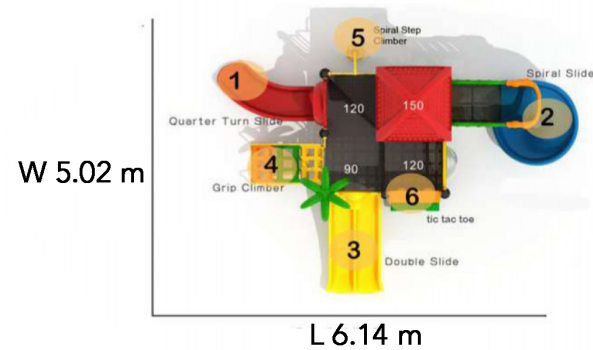 5
Spiral Step
Climber
1
Spiral Slide
120
150
2
Quarter Turn Slide
W 5.02 m
4
90
120
Grip Climber
6
tic tac toe
3
Double Slide
L 6.14 m